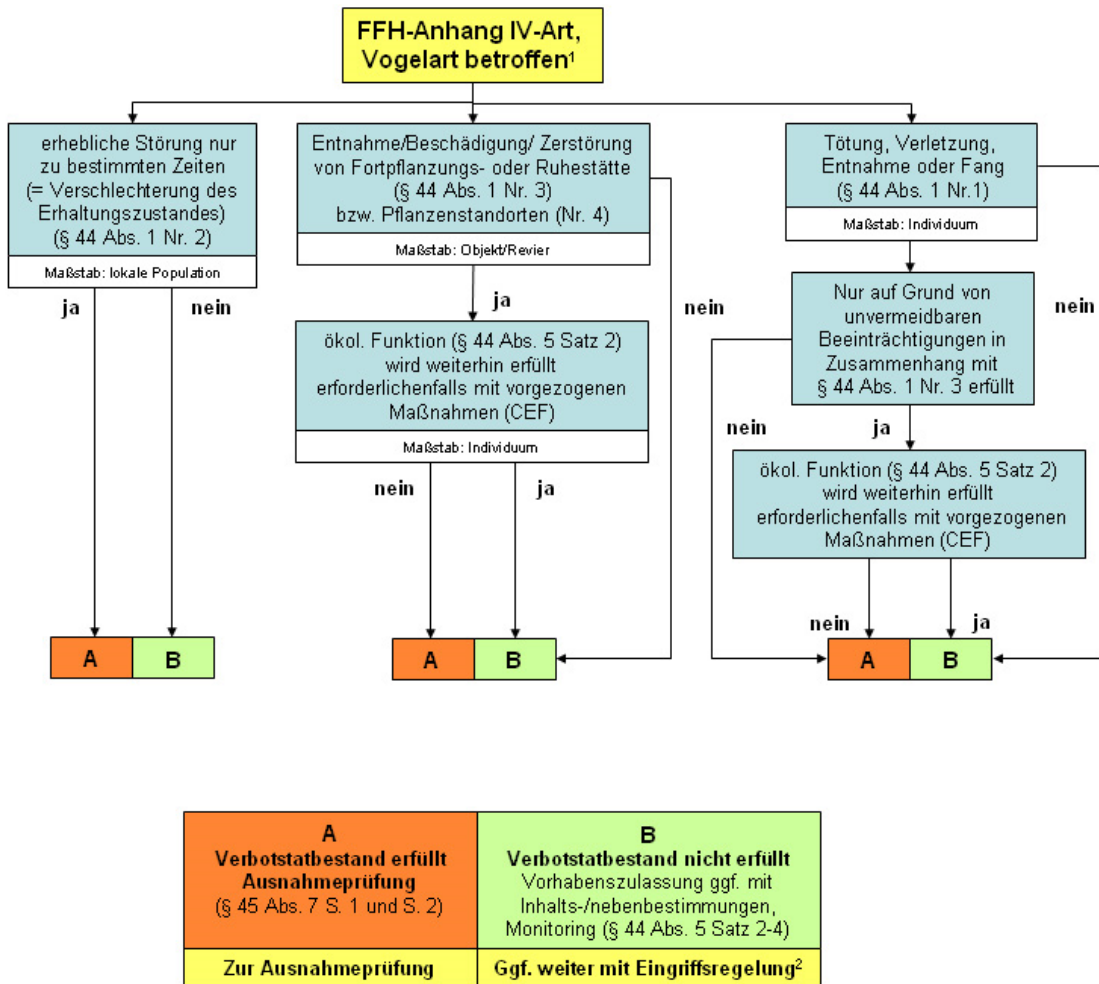 FFH-Anhang IV-Art,
Vogelart betroffen¹
erhebliche Störung nur
zu bestimmten Zeiten
(= Verschlechterung des
Erhaltungszustandes)
(§ 44 Abs. 1 Nr. 2)
Maßstab: lokale Population
ja
nein
A
B
Entnahme/Beschädigung/ Zerstörung
von Fortpflanzungs- oder Ruhestätte
(§ 44 Abs. 1 Nr. 3)
bzw. Pflanzenstandorten (Nr. 4)
Maßstab: Objekt/Revier
ja
nein
ökol. Funktion (§ 44 Abs. 5 Satz 2)
wird weiterhin erfüllt
erforderlichenfalls mit vorgezogenen
Maßnahmen (CEF)
Maßstab: Individuum
nein
ja
A
B
Tötung, Verletzung,
Entnahme oder Fang
(§ 44 Abs. 1 Nr.1)
Maßstab: Individuum
nein
Nur auf Grund von
unvermeidbaren
Beeinträchtigungen in
Zusammenhang mit
§ 44 Abs. 1 Nr. 3 erfüllt
nein
ja
ökol. Funktion (§ 44 Abs. 5 Satz 2)
wird weiterhin erfüllt
erforderlichenfalls mit vorgezogenen
Maßnahmen (CEF)
nein
ja
A
B
A
Verbotstatbestand erfüllt
Ausnahmeprüfung
(§ 45 Abs. 7 S. 1 und S. 2)
Zur Ausnahmeprüfung
B
Verbotstatbestand nicht erfüllt
Vorhabenszulassung ggf. mit
Inhalts-/nebenbestimmungen,
Monitoring (§ 44 Abs. 5 Satz 2-4)
Ggf. weiter mit Eingriffsregelung²